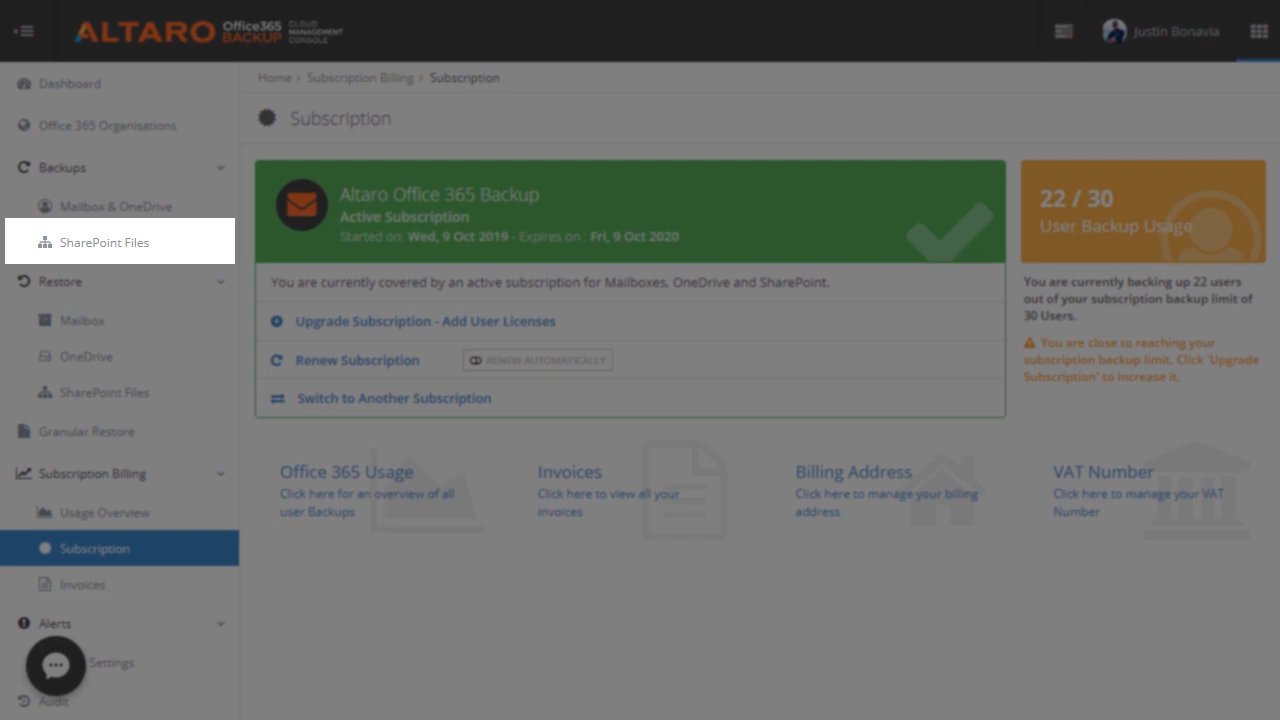 ALTARO Office365 BACKUP CLOUD MANAGEMENT CONSOLE
Justin Bonavia
Dashboard
Office 365 Organisations
Backups
Mailbox & OneDrive
SharePoint Files
Restore
Mailbox
OneDrive
SharePoint Files
Granular Restore
Subscription Billing
Usage Overview
Subscription
Invoices
Alerts
Settings
Audit
Home > Subscription Billing > Subscription
Subscription
Altaro Office 365 Backup
Active Subscription
Started on: Wed, 9 Oct 2019 - Expires on : Fri, 9 Oct 2020
You are currently covered by an active subscription for Mailboxes, OneDrive and SharePoint.
Upgrade Subscription - Add User Licenses
Renew Subscription RENEW AUTOMATICALLY
Switch to Another Subscription
22 / 30
User Backup Usage
You are currently backing up 22 users
out of your subscription backup limit of
30 Users.
You are close to reaching your
subscription backup limit. Click 'Upgrade
Subscription' to increase it.
Office 365 Usage
Click here for an overview of all
user Backups
Invoices
Click here to view all your
invoices
Billing Address
Click here to manage your billing
address
VAT Number
Click here to manage your VAT
Number